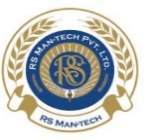 RS MAN-TECH PVT. LTD.
RS
RS MAN-TECH